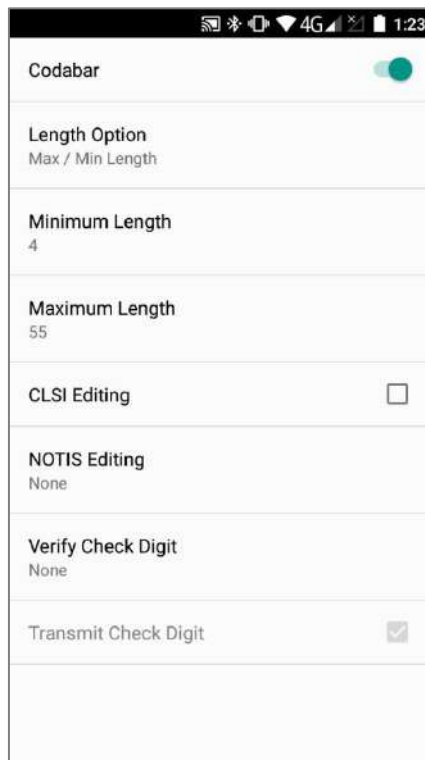 4G 1:23
Codabar
Length Option
Max / Min Length
Minimum Length
4
Maximum Length
55
CLSI Editing
NOTIS Editing
None
Verify Check Digit
None
Transmit Check Digit